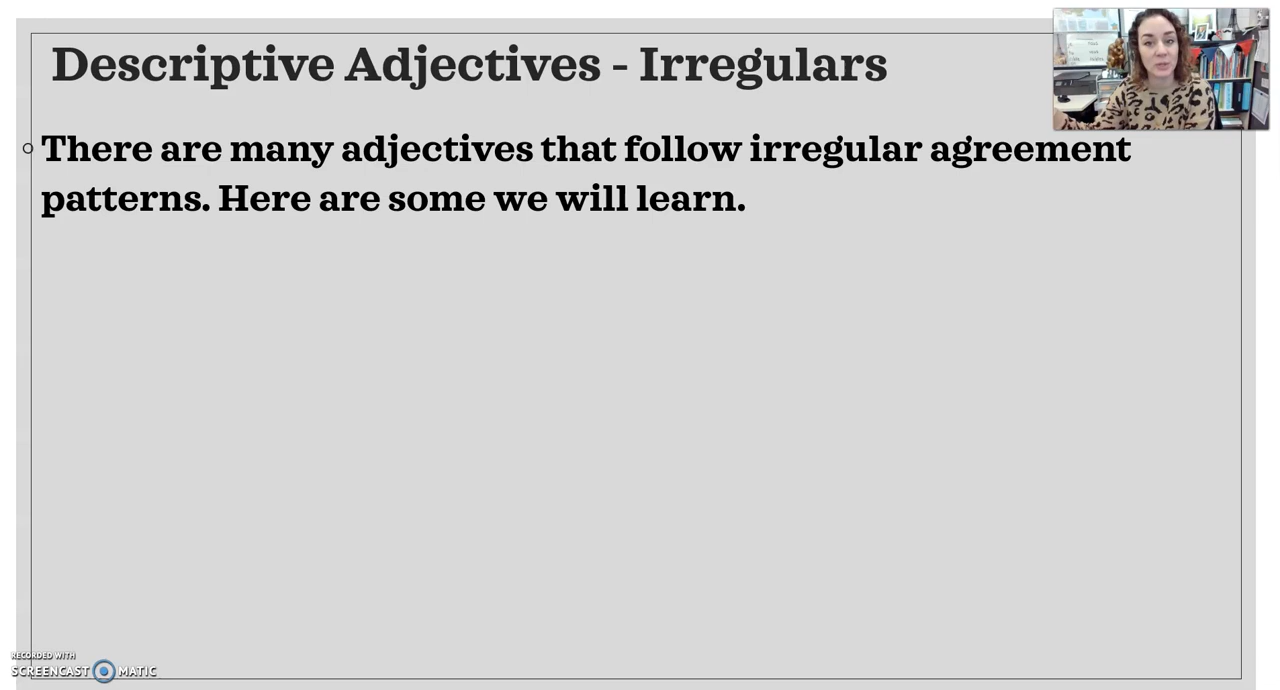 Descriptive Adjectives - Irregulars
There are many adjectives that follow irregular agreement
patterns. Here are some we will learn.
RECORDED WITH
SCREENCAST MATIC